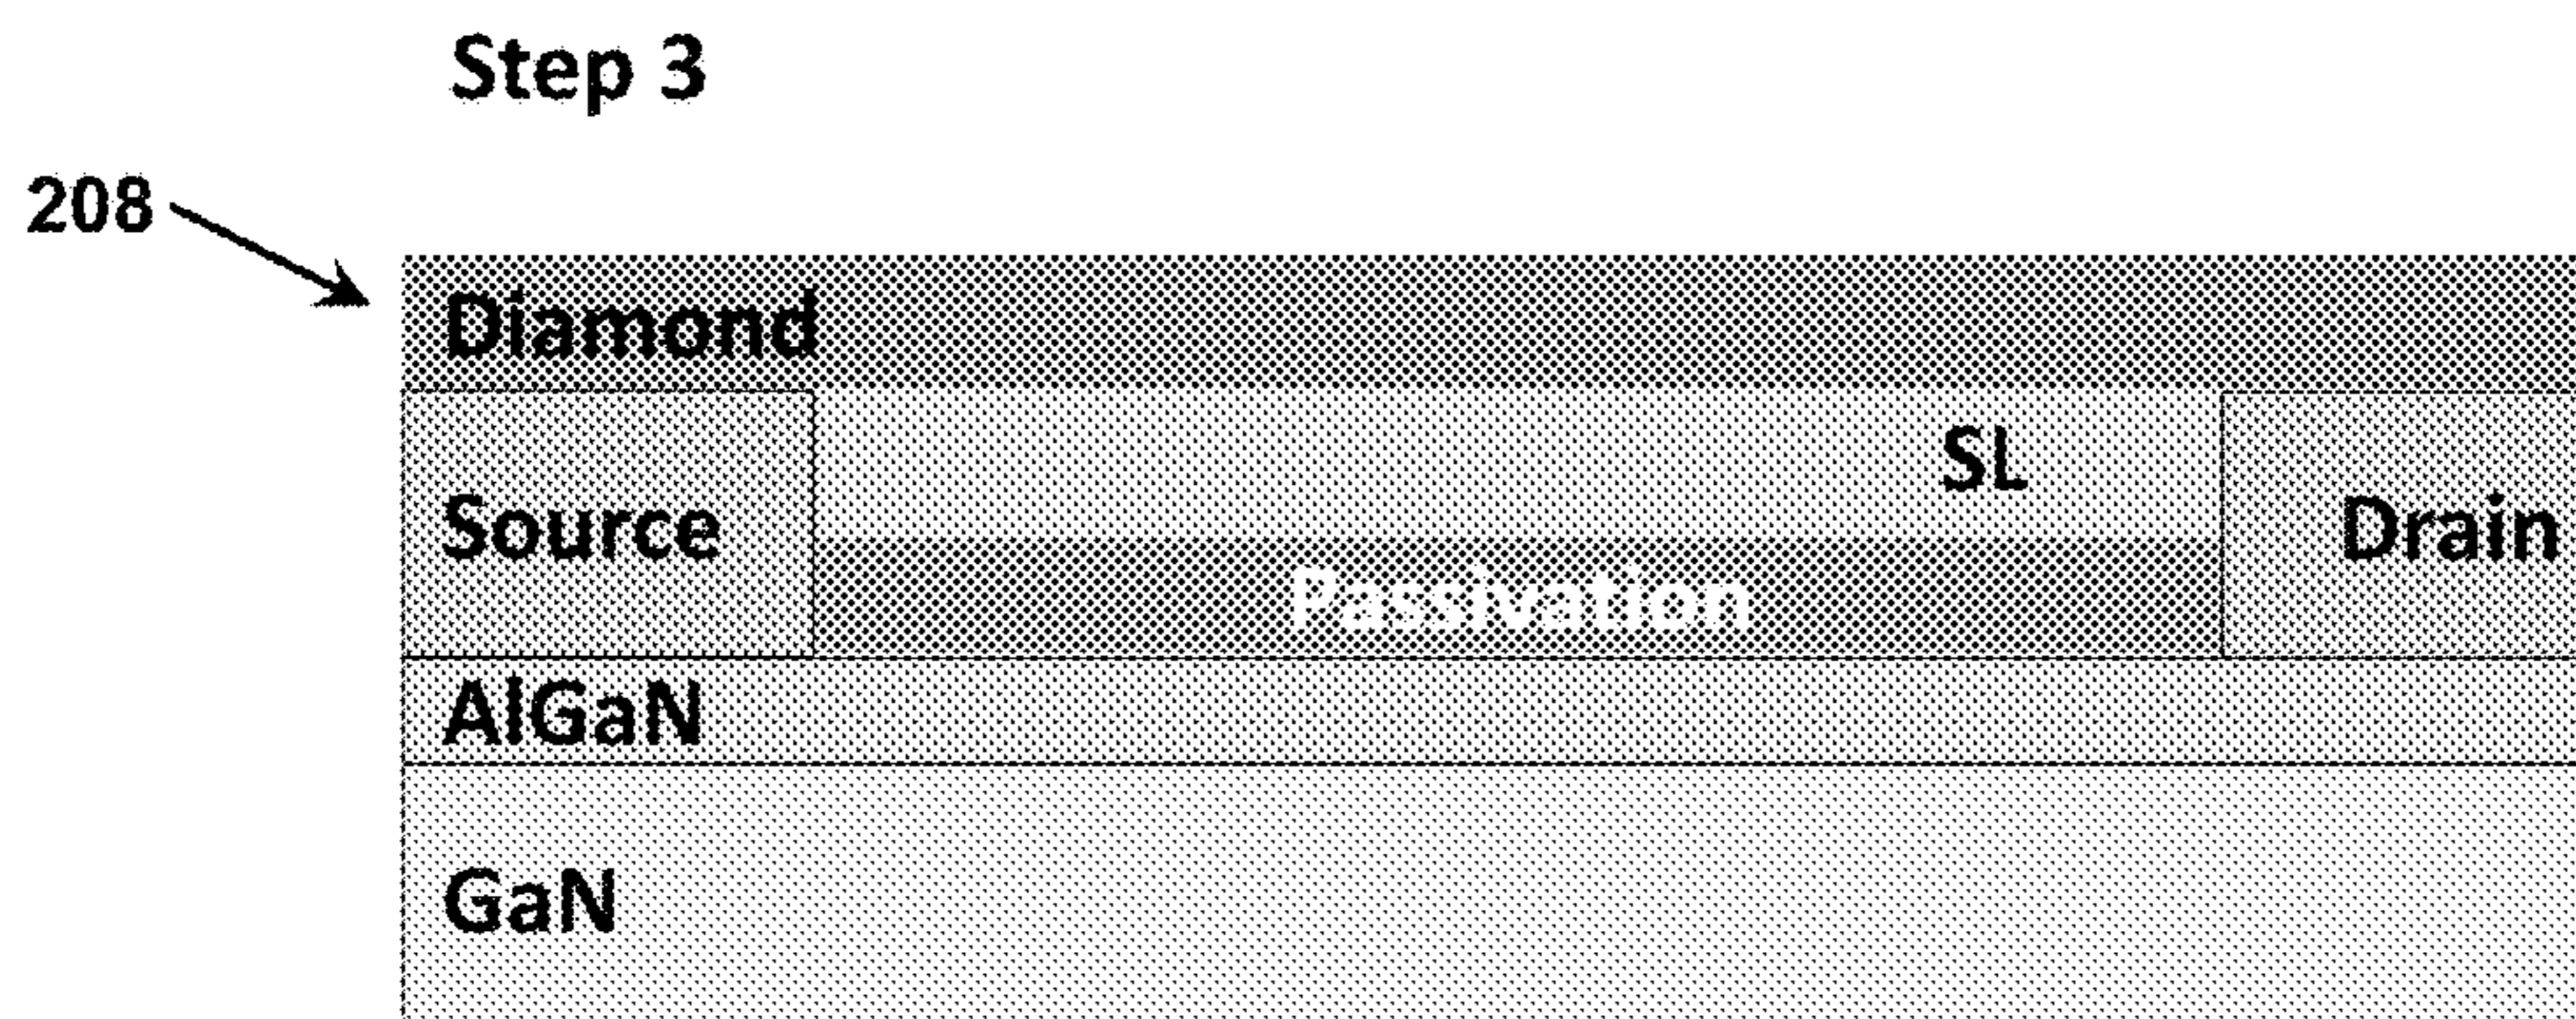 Step 3
208
Diamond
SL
Source
Drain
Passivation
AlGaN
GaN